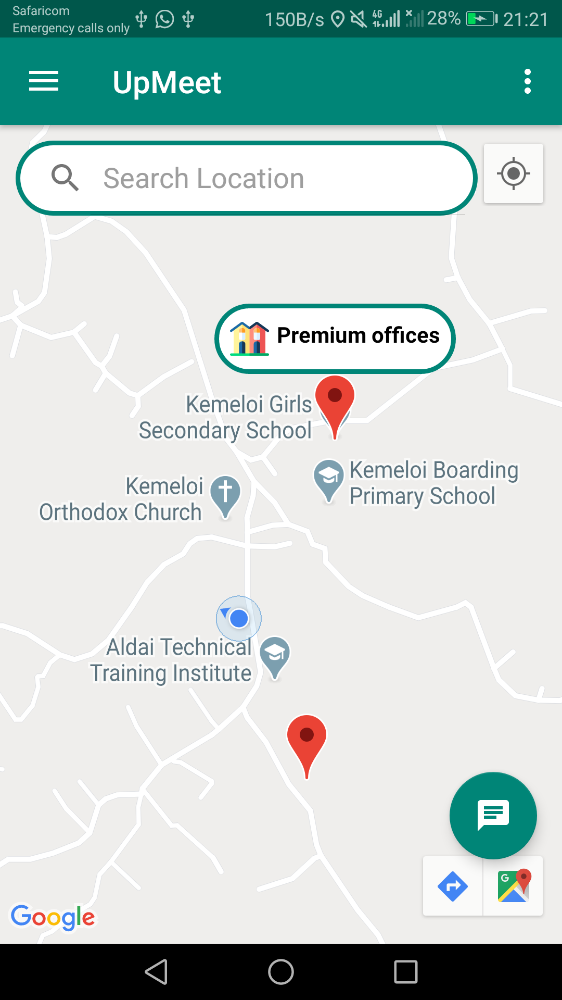 Safaricom
Emergency calls only
150B/s
4G
28%
21:21
UpMeet
Search Location
Premium offices
Kemeloi Girls
Secondary School
Kemeloi Boarding
Primary School
Kemeloi
Orthodox Church
Aldai Technical
Training Institute
G
Google